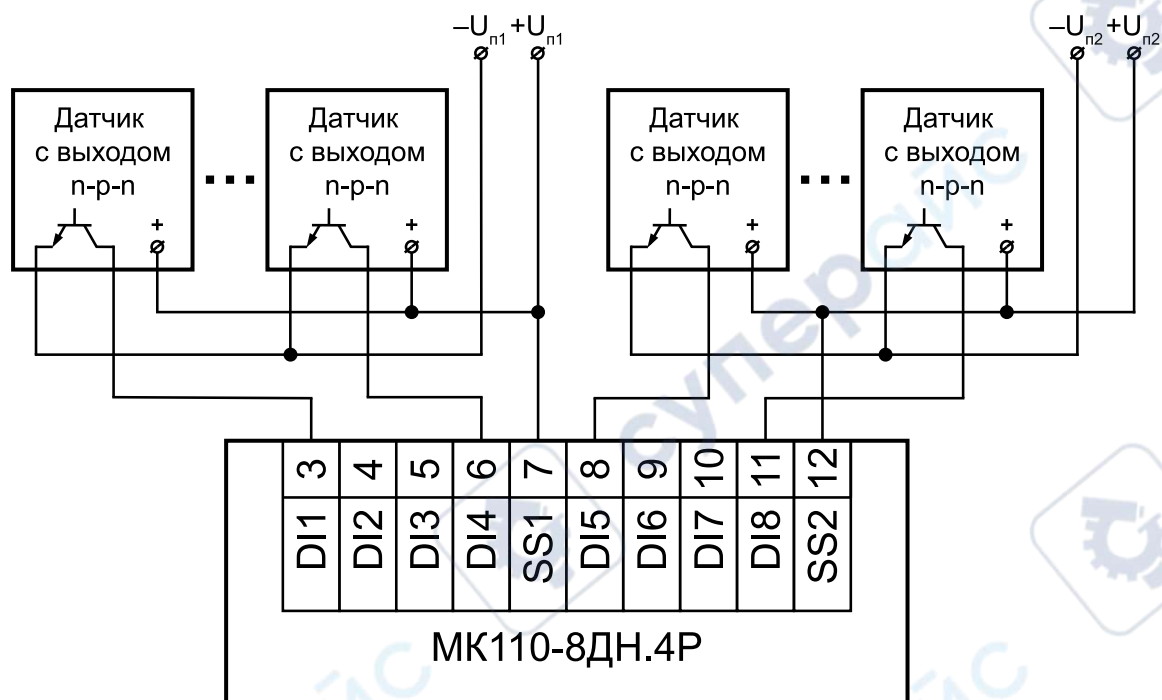 –Uп1 +Uп1
–Uп2 +Uп2
Датчик
с выходом
n-p-n
+
Датчик
с выходом
n-p-n
+
Датчик
с выходом
n-p-n
+
Датчик
с выходом
n-p-n
+
3 4 5 6 7 8 9 10 11 12
DI1 DI2 DI3 DI4 SS1 DI5 DI6 DI7 DI8 SS2
МК110-8ДН.4Р
суперайс